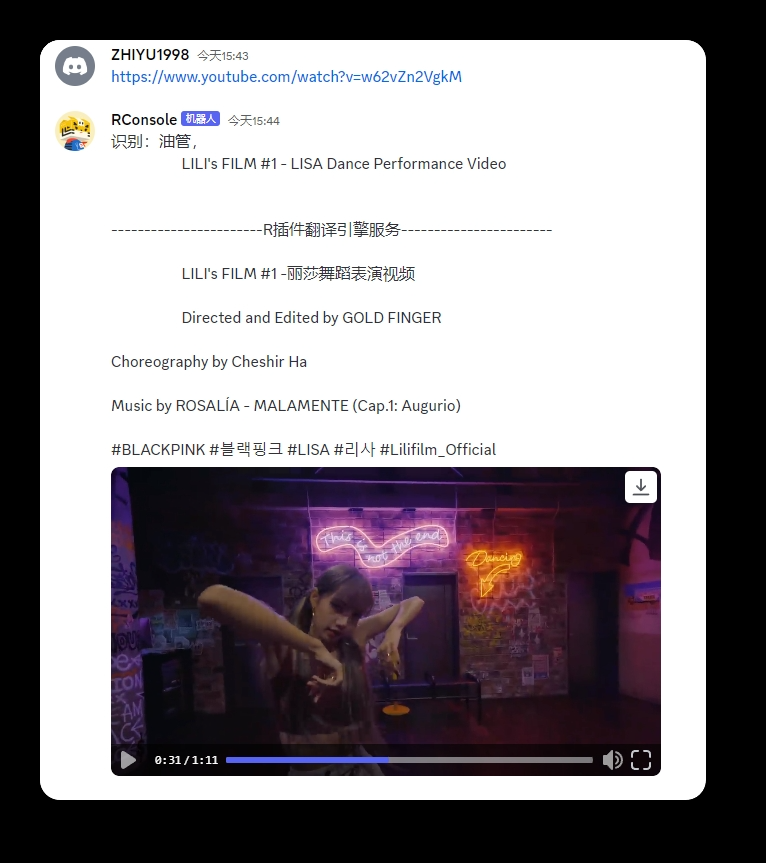 ZHIYU1998 今天15:43
https://www.youtube.com/watch?v=w62vZn2VgkM
RConsole 机器人 今天15:44
识别：油管，
LILI's FILM #1 - LISA Dance Performance Video
-----------------------R插件翻译引擎服务-----------------------
LILI's FILM #1 -丽莎舞蹈表演视频
Directed and Edited by GOLD FINGER
Choreography by Cheshir Ha
Music by ROSALÍA - MALAMENTE (Cap.1: Augurio)
#BLACKPINK #블랙핑크 #LISA #리사 #Lilifilm_Official
This is not the end
Dancing
0:31/1:11